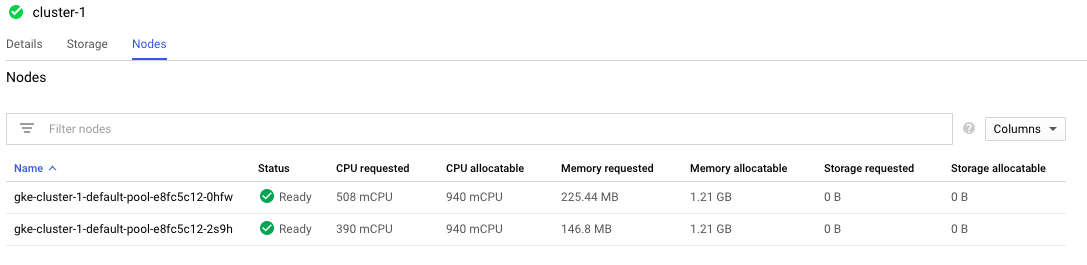 cluster-1
Details Storage Nodes
Nodes
Filter nodes ? Columns
Name Status CPU requested CPU allocatable Memory requested Memory allocatable Storage requested Storage allocatable
gke-cluster-1-default-pool-e8fc5c12-0hfw Ready 508 mCPU 940 mCPU 225.44 MB 1.21 GB 0 B 0 B
gke-cluster-1-default-pool-e8fc5c12-2s9h Ready 390 mCPU 940 mCPU 146.8 MB 1.21 GB 0 B 0 B